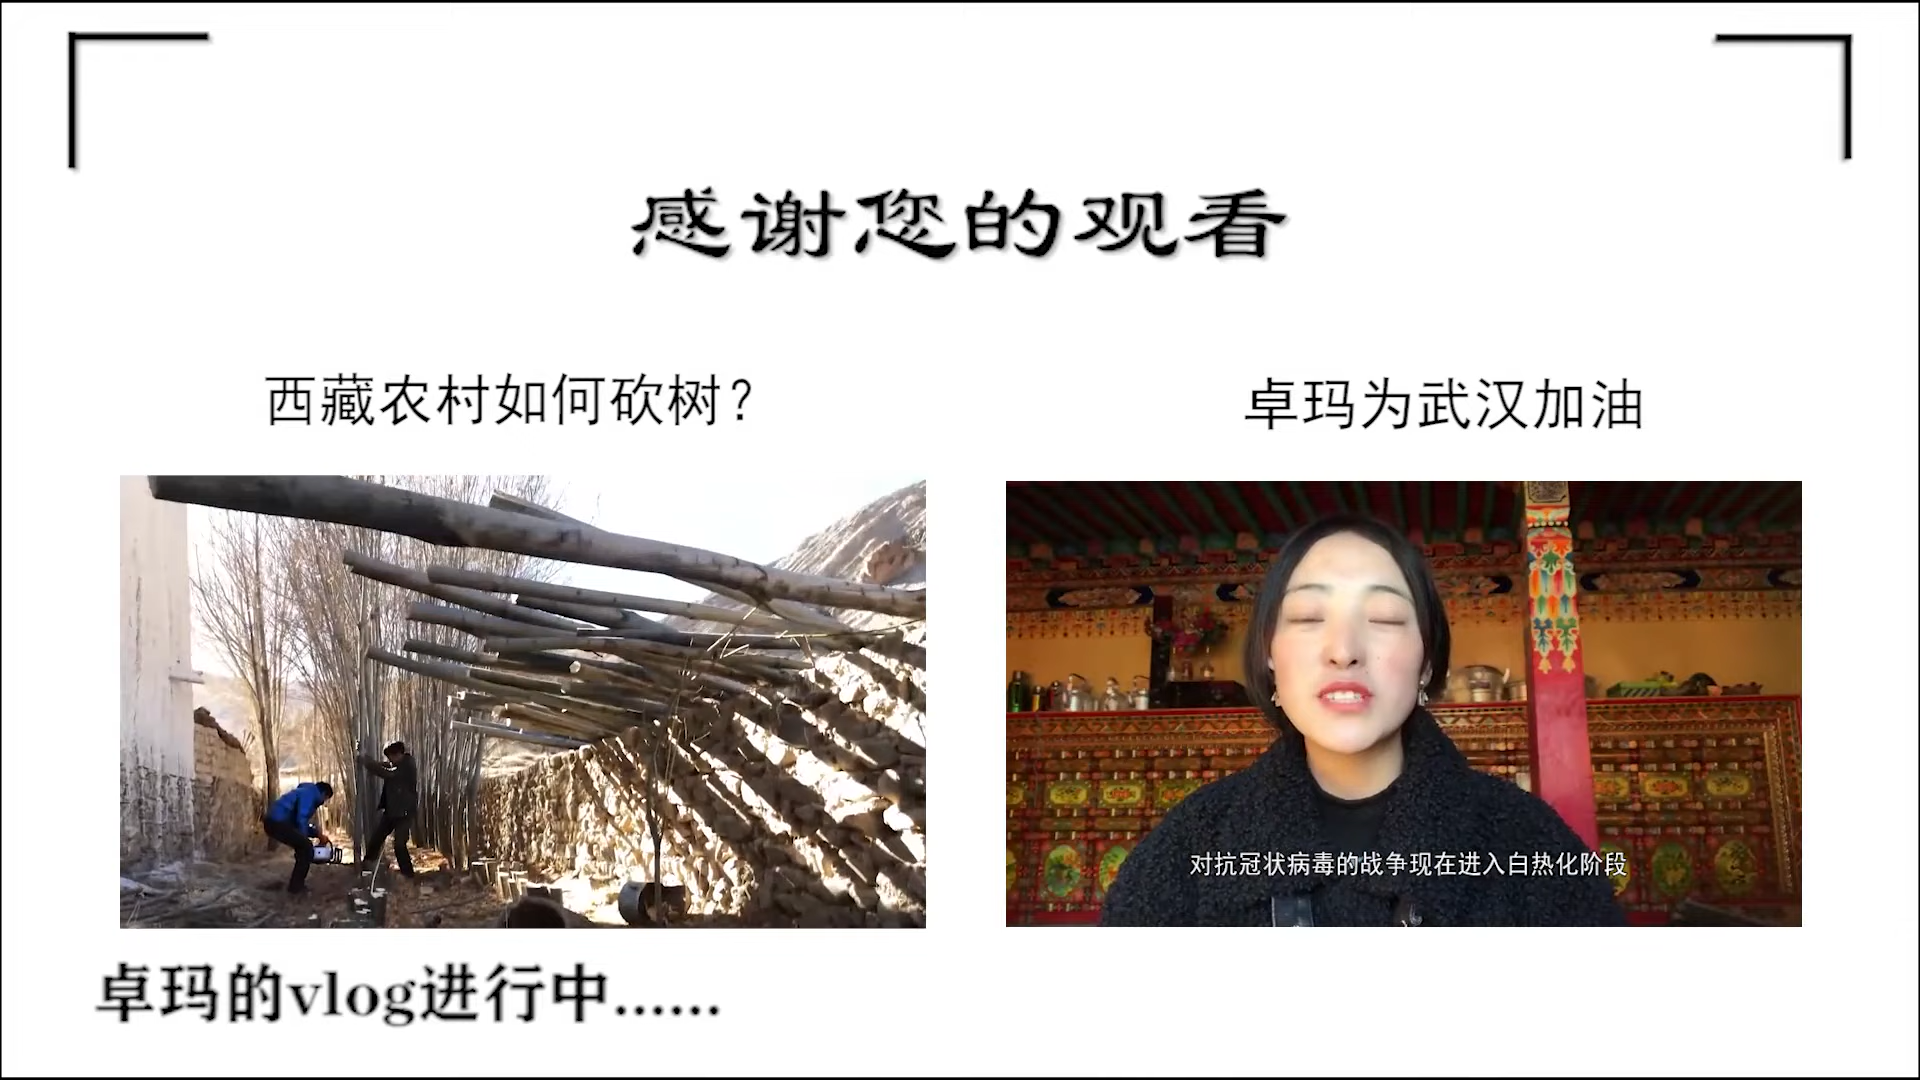 感谢您的观看
西藏农村如何砍树？
卓玛为武汉加油
对抗冠状病毒的战争现在进入白热化阶段
卓玛的vlog进行中......